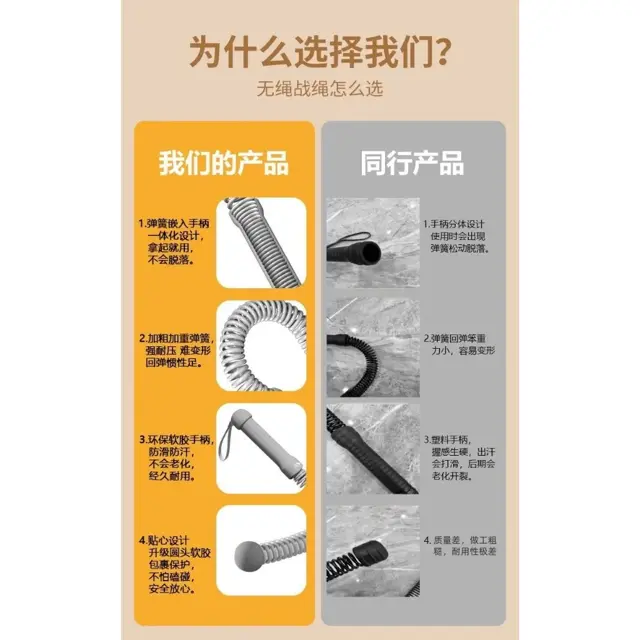 为什么选择我们?
无绳战绳怎么选
我们的产品
1.弹簧嵌入手柄
一体化设计,
拿起就用,
不会脱落。
2.加粗加重弹簧,
强耐压 难变形
回弹惯性足。
3.环保软胶手柄,
防滑防汗,
不会老化,
经久耐用。
4.贴心设计
升级圆头软胶
包裹保护,
不怕磕碰,
安全放心。
同行产品
1.手柄分体设计
使用时会出现
弹簧松动脱落。
2.弹簧回弹笨重
力小，容易变形
3.塑料手柄,
握感生硬，出汗
会打滑，后期会
老化开裂。
4. 质量差，做工粗
糙，耐用性极差